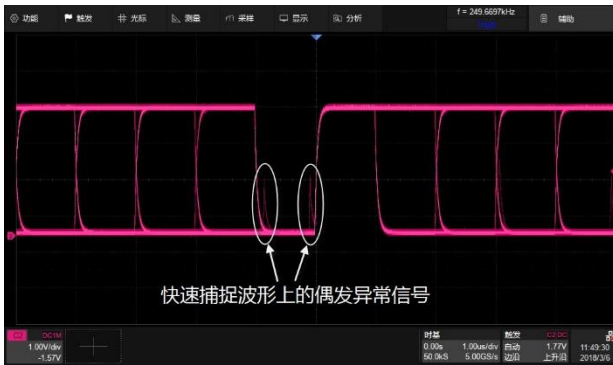 功能 触发 光标 测量 采样 显示 分析 f = 249.6697kHz 辅助
快速捕捉波形上的偶发异常信号
C2 DC1M
1.00V/div
-1.57V
时基 触发 C2 DC
0.00s 1.00us/div 自动 1.77V 11:49:30
50.0kS 5.00GS/s 边沿 上升沿 2018/3/6